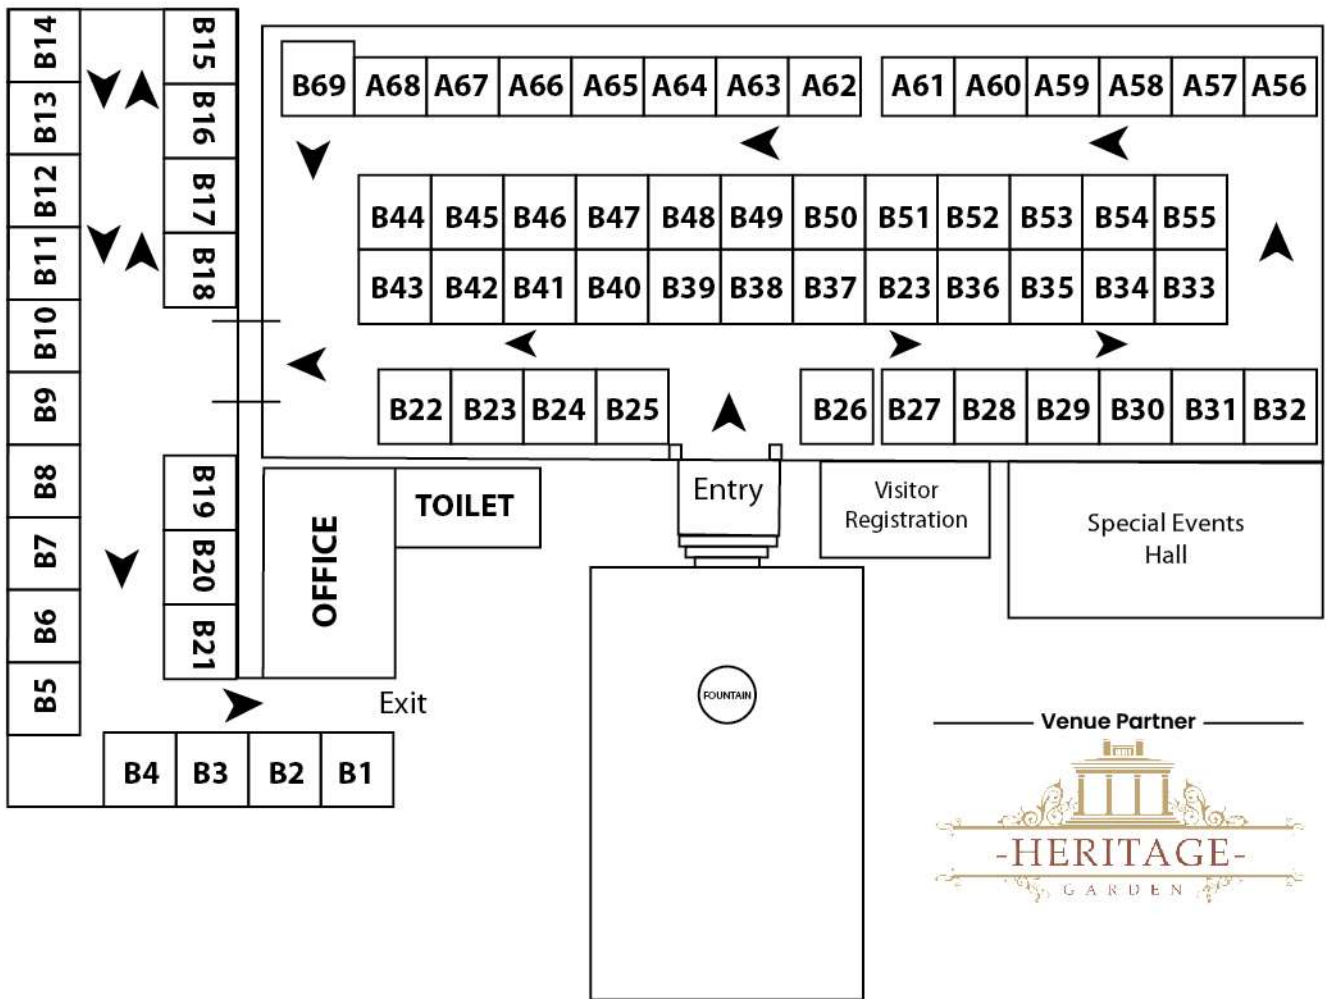 B14
B13
B12
B11
B10
B9
B8
B7
B6
B5
B15
B16
B17
B18
B19
B20
B21
B4 B3 B2 B1
B69 A68 A67 A66 A65 A64 A63 A62 A61 A60 A59 A58 A57 A56
B44 B45 B46 B47 B48 B49 B50 B51 B52 B53 B54 B55
B43 B42 B41 B40 B39 B38 B37 B23 B36 B35 B34 B33
B22 B23 B24 B25 B26 B27 B28 B29 B30 B31 B32
OFFICE
TOILET
Entry
Visitor
Registration
Special Events
Hall
Exit
FOUNTAIN
Venue Partner
-HERITAGE-
GARDEN